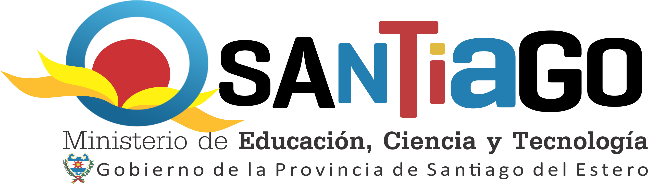 SANTiaGO
Ministerio de Educación, Ciencia y Tecnología
Gobierno de la Provincia de Santiago del Estero